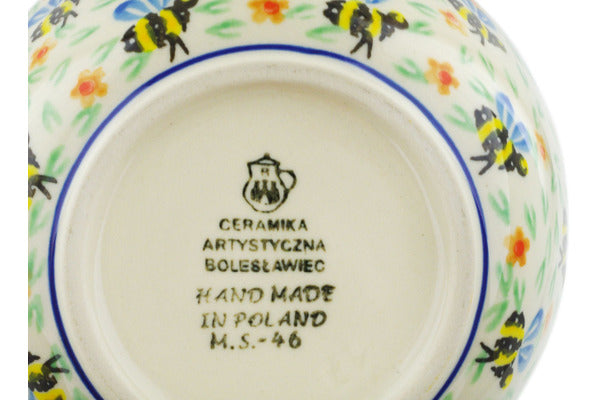 CERAMIKA
ARTYSTYCZNA
BOLESŁAWIEC
HAND MADE
IN POLAND
M.S.-46